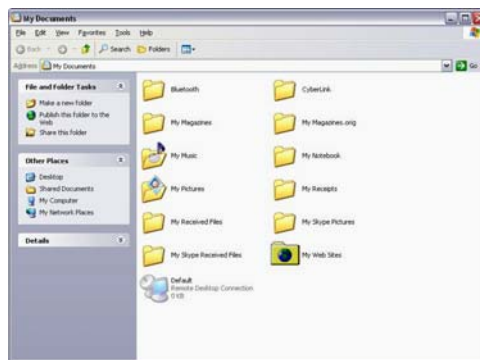 My Documents
File Edit View Favorites Tools Help
Back Search Folders
Address My Documents Go
File and Folder Tasks
Make a new folder
Publish this folder to the
Web
Share this folder
Other Places
Desktop
Shared Documents
My Computer
My Network Places
Details
Bluetooth
CyberLink
My Magazines
My Magazines.orig
My Music
My Notebook
My Pictures
My Receipts
My Received Files
My Skype Pictures
My Skype Received Files
My Web Sites
Default
Remote Desktop Connection
0 KB